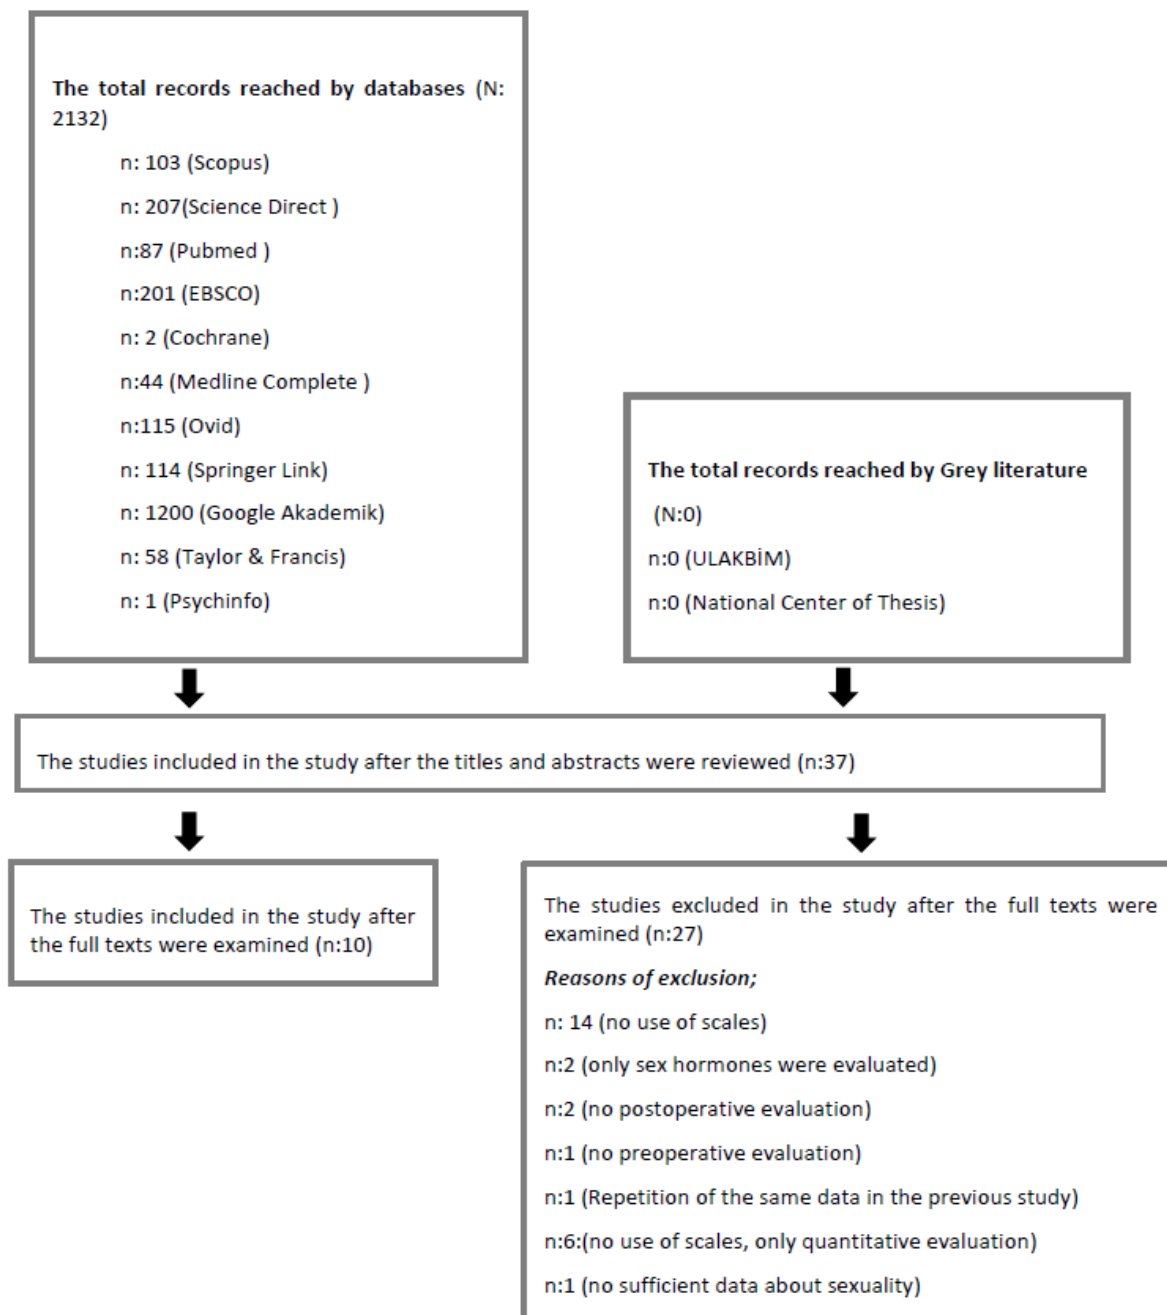 The total records reached by databases (N:
2132)
n: 103 (Scopus)
n: 207(Science Direct )
n:87 (Pubmed )
n:201 (EBSCO)
n: 2 (Cochrane)
n:44 (Medline Complete )
n:115 (Ovid)
n: 114 (Springer Link)
n: 1200 (Google Akademik)
n: 58 (Taylor & Francis)
n: 1 (Psychinfo)
The total records reached by Grey literature
(N:0)
n:0 (ULAKBİM)
n:0 (National Center of Thesis)
The studies included in the study after the titles and abstracts were reviewed (n:37)
The studies included in the study after
the full texts were examined (n:10)
The studies excluded in the study after the full texts were
examined (n:27)
Reasons of exclusion;
n: 14 (no use of scales)
n:2 (only sex hormones were evaluated)
n:2 (no postoperative evaluation)
n:1 (no preoperative evaluation)
n:1 (Repetition of the same data in the previous study)
n:6:(no use of scales, only quantitative evaluation)
n:1 (no sufficient data about sexuality)